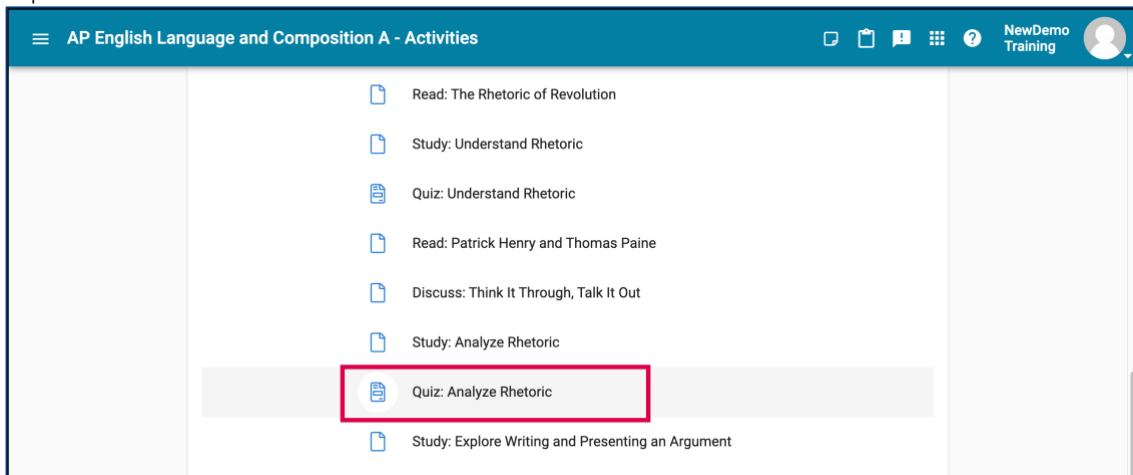 AP English Language and Composition A - Activities
NewDemo
Training
Read: The Rhetoric of Revolution
Study: Understand Rhetoric
Quiz: Understand Rhetoric
Read: Patrick Henry and Thomas Paine
Discuss: Think It Through, Talk It Out
Study: Analyze Rhetoric
Quiz: Analyze Rhetoric
Study: Explore Writing and Presenting an Argument